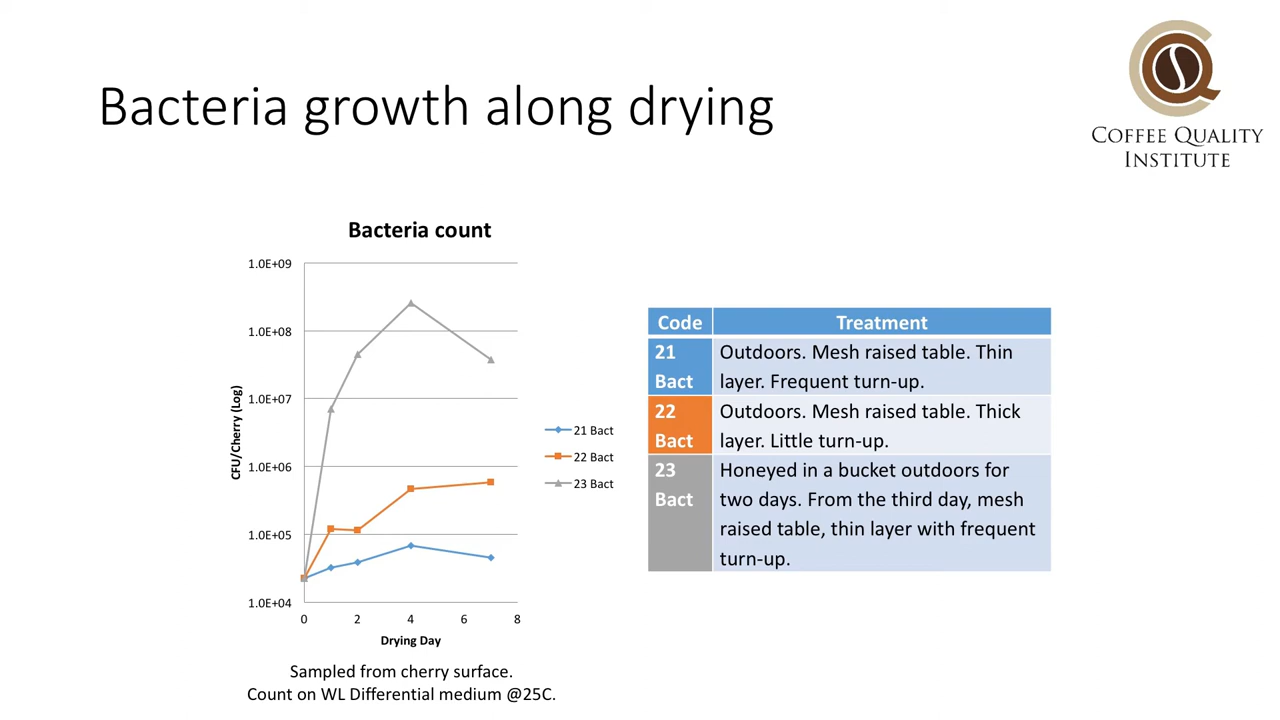 Bacteria growth along drying
COFFEE QUALITY
INSTITUTE
Bacteria count
1.0E+09
1.0E+08
1.0E+07
1.0E+06
1.0E+05
1.0E+04
CFU/Cherry (Log)
0 2 4 6 8
Drying Day
21 Bact
22 Bact
23 Bact
Sampled from cherry surface.
Count on WL Differential medium @25C.
Code Treatment
21 Bact Outdoors. Mesh raised table. Thin
layer. Frequent turn-up.
22 Bact Outdoors. Mesh raised table. Thick
layer. Little turn-up.
23 Bact Honeyed in a bucket outdoors for
two days. From the third day, mesh
raised table, thin layer with frequent
turn-up.